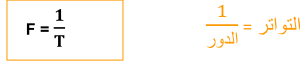 F = 1/T
التواتر = 1/الدور